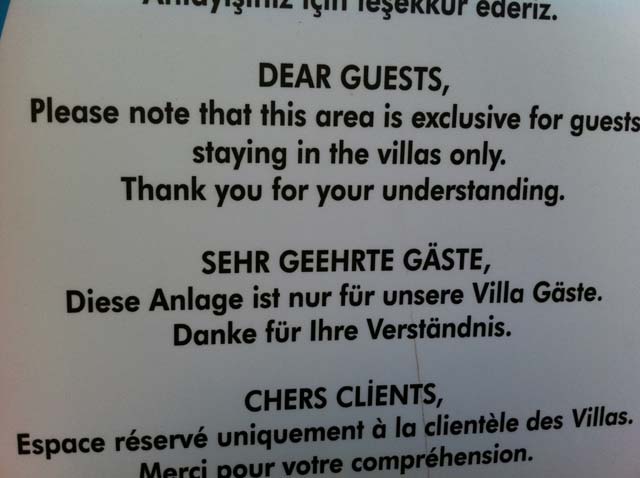 Anlayışınız için teşekkür ederiz.
DEAR GUESTS,
Please note that this area is exclusive for guests
staying in the villas only.
Thank you for your understanding.
SEHR GEEHRTE GÄSTE,
Diese Anlage ist nur für unsere Villa Gäste.
Danke für Ihre Verständnis.
CHERS CLİENTS,
Espace réservé uniquement à la clientèle des Villas.
Merci pour votre compréhension.